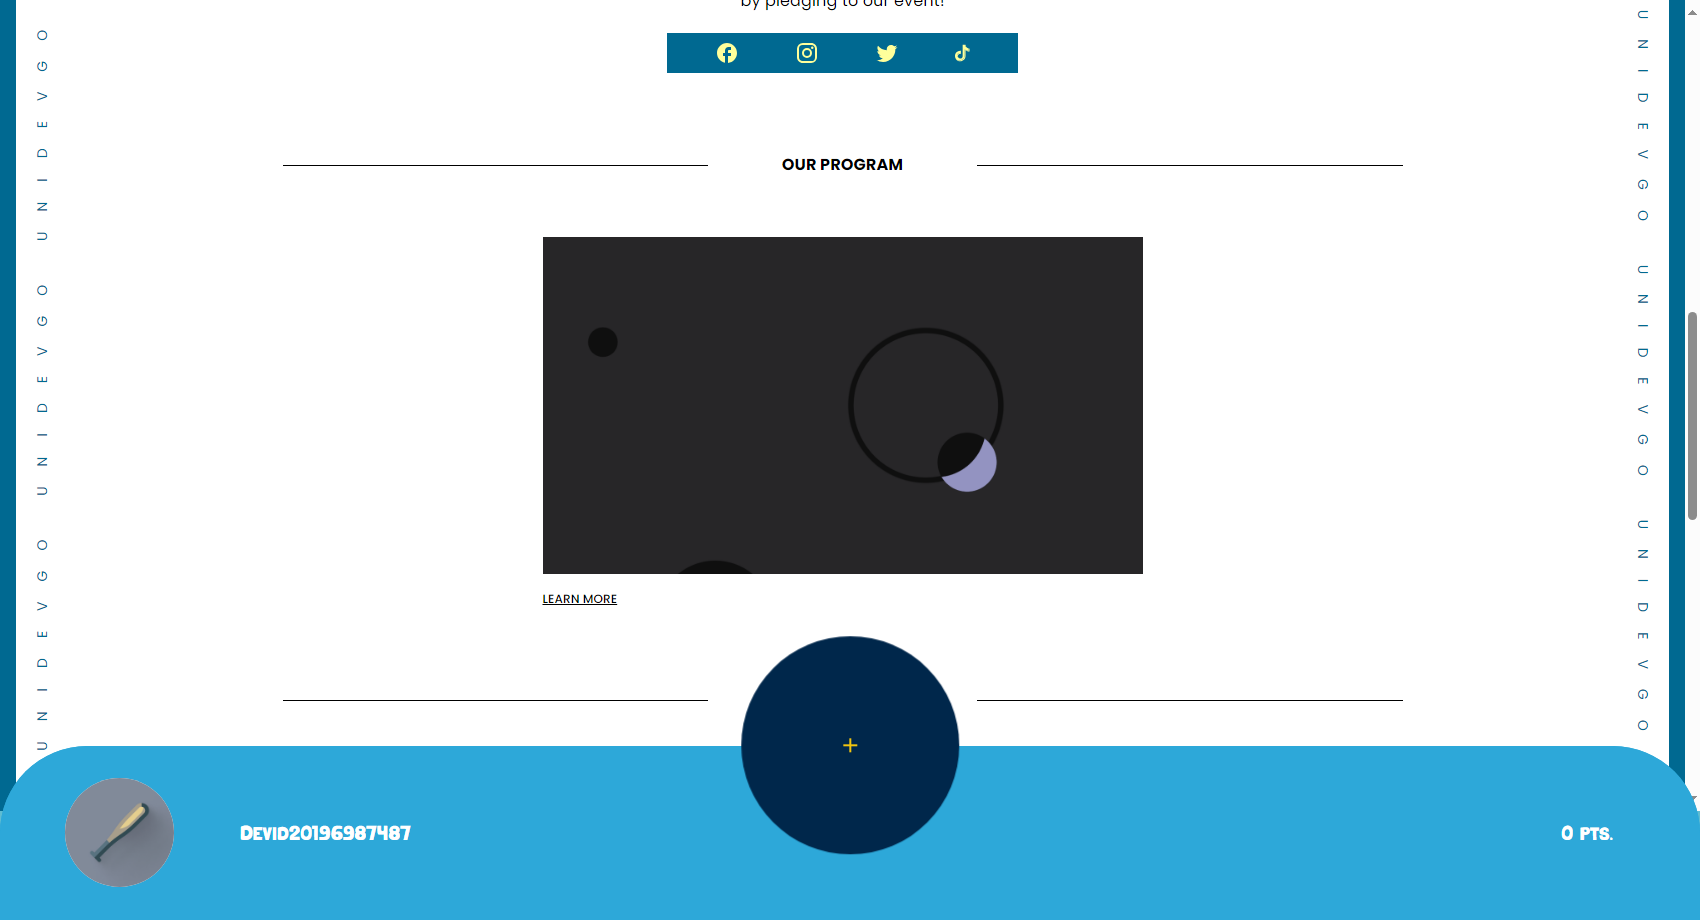 by pledging to our event!
OUR PROGRAM
LEARN MORE
UNIDEVGO UNIDEVGO UNIDEVGO
UNIDEVGO UNIDEVGO UNIDEVGO
+
Devid20196987487
0 pts.